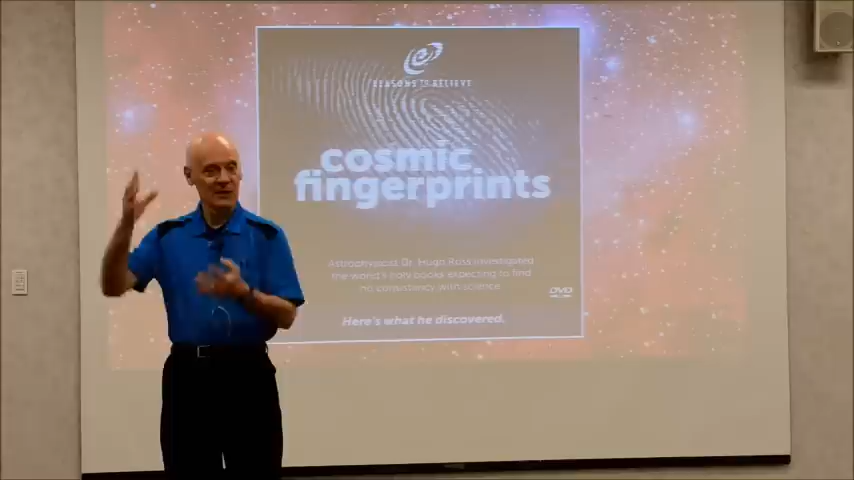 REASONS TO BELIEVE
cosmic
fingerprints
Astrophysicist Dr. Hugh Ross investigated
the world's holy books expecting to find
no consistency with science.
Here's what he discovered.
DVD